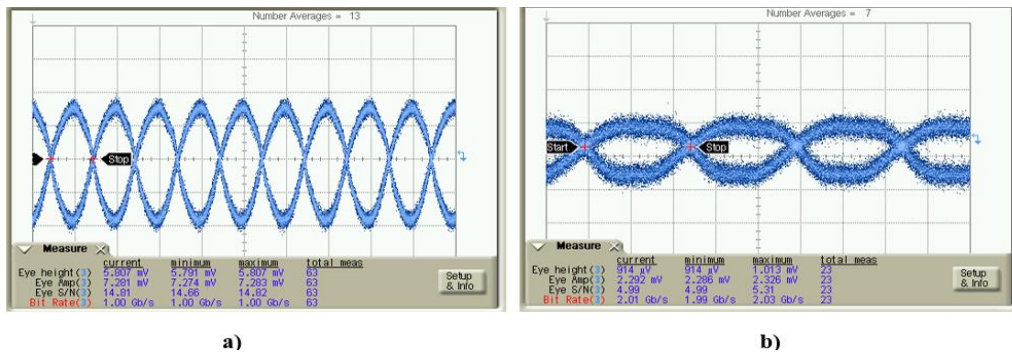 Number Averages = 13
Stop
Measure
current minimum maximum total meas
Eye height(3) 5.807 mV 5.791 mV 5.807 mV 63
Eye Amp(3) 7.281 mV 7.274 mV 7.283 mV 63
Eye S/N(3) 14.81 14.66 14.82 63
Bit Rate(3) 1.00 Gb/s 1.00 Gb/s 1.00 Gb/s 63
Setup
& Info
a)
Number Averages = 7
Start
Stop
Measure
current minimum maximum total meas
Eye height(3) 914 µV 914 µV 1.013 mV 23
Eye Amp(3) 2.292 mV 2.286 mV 2.326 mV 23
Eye S/N(3) 4.99 4.99 5.31 23
Bit Rate(3) 2.01 Gb/s 1.99 Gb/s 2.03 Gb/s 23
Setup
& Info
b)